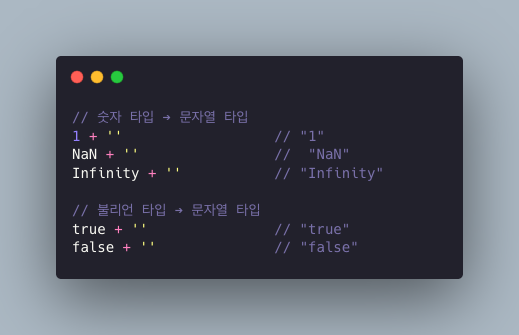 // 숫자 타입 → 문자열 타입
1 + ''                   // "1"
NaN + ''                 //  "NaN"
Infinity + ''            // "Infinity"
// 불리언 타입 → 문자열 타입
true + ''                // "true"
false + ''               // "false"